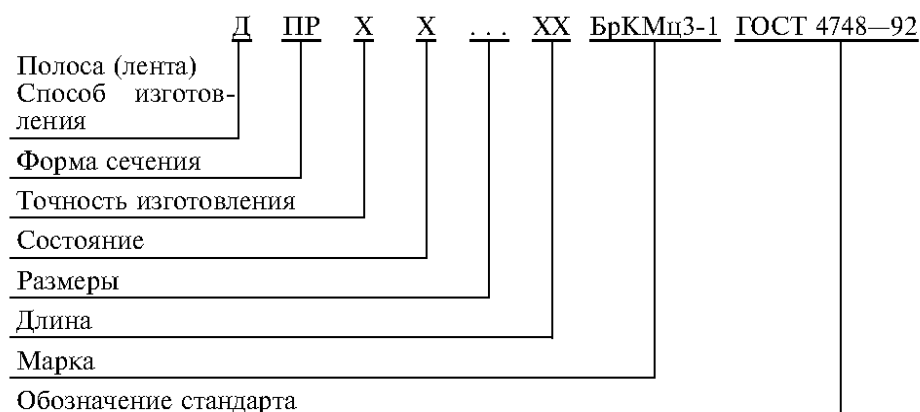 Д ПР Х Х ... ХХ БрКМц3-1 ГОСТ 4748—92
Полоса (лента)
Способ изготов-
ления
Форма сечения
Точность изготовления
Состояние
Размеры
Длина
Марка
Обозначение стандарта